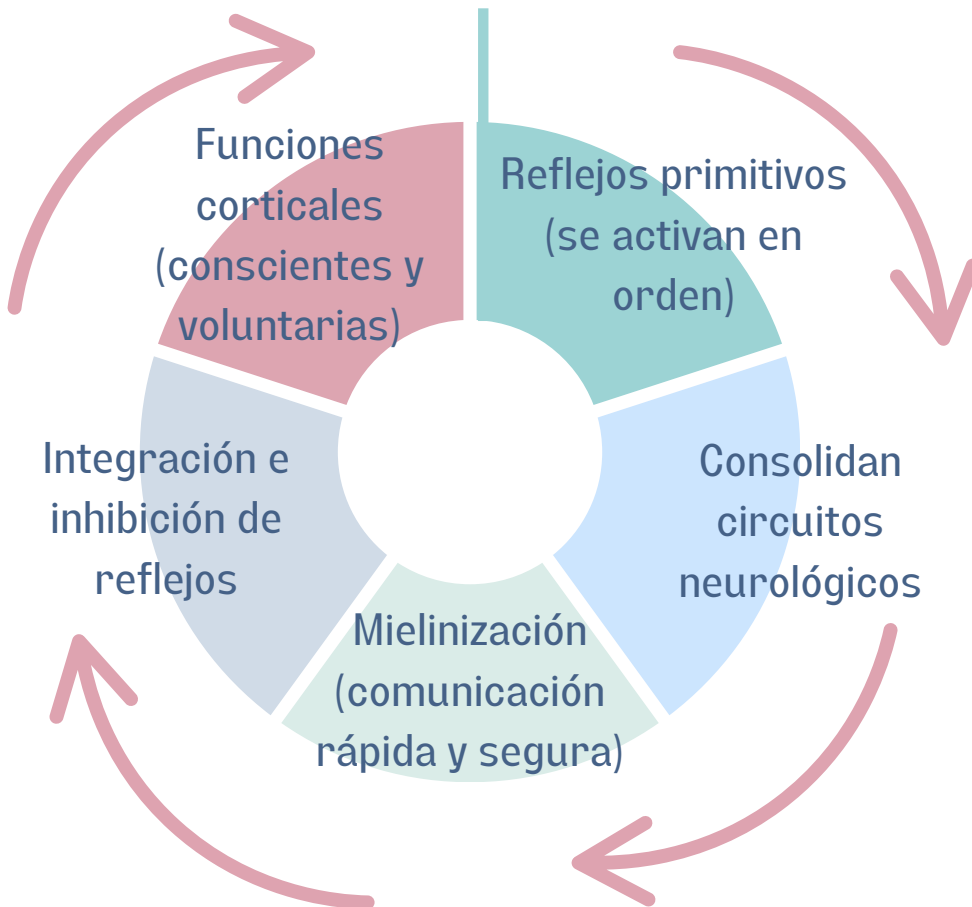 Funciones
corticales
(conscientes y
voluntarias)
Reflejos primitivos
(se activan en
orden)
Consolidan
circuitos
neurológicos
Mielinización
(comunicación
rápida y segura)
Integración e
inhibición de
reflejos